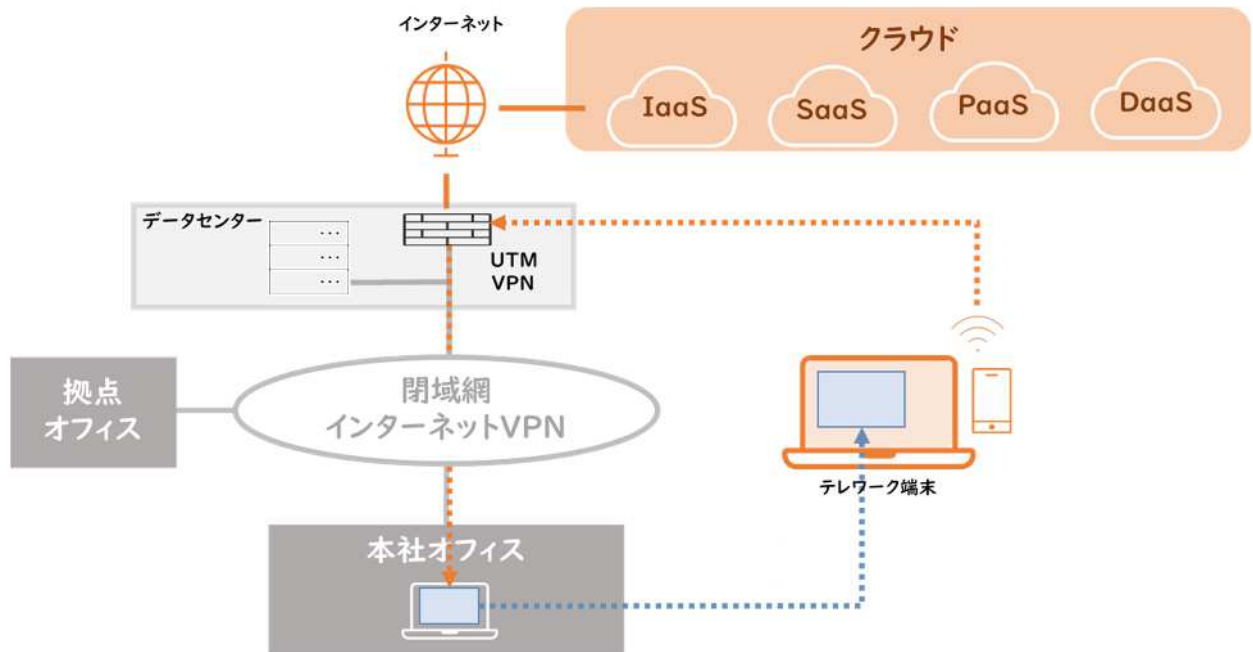 インターネット
クラウド
IaaS
SaaS
PaaS
DaaS
データセンター
UTM
VPN
拠点
オフィス
閉域網
インターネットVPN
テレワーク端末
本社オフィス